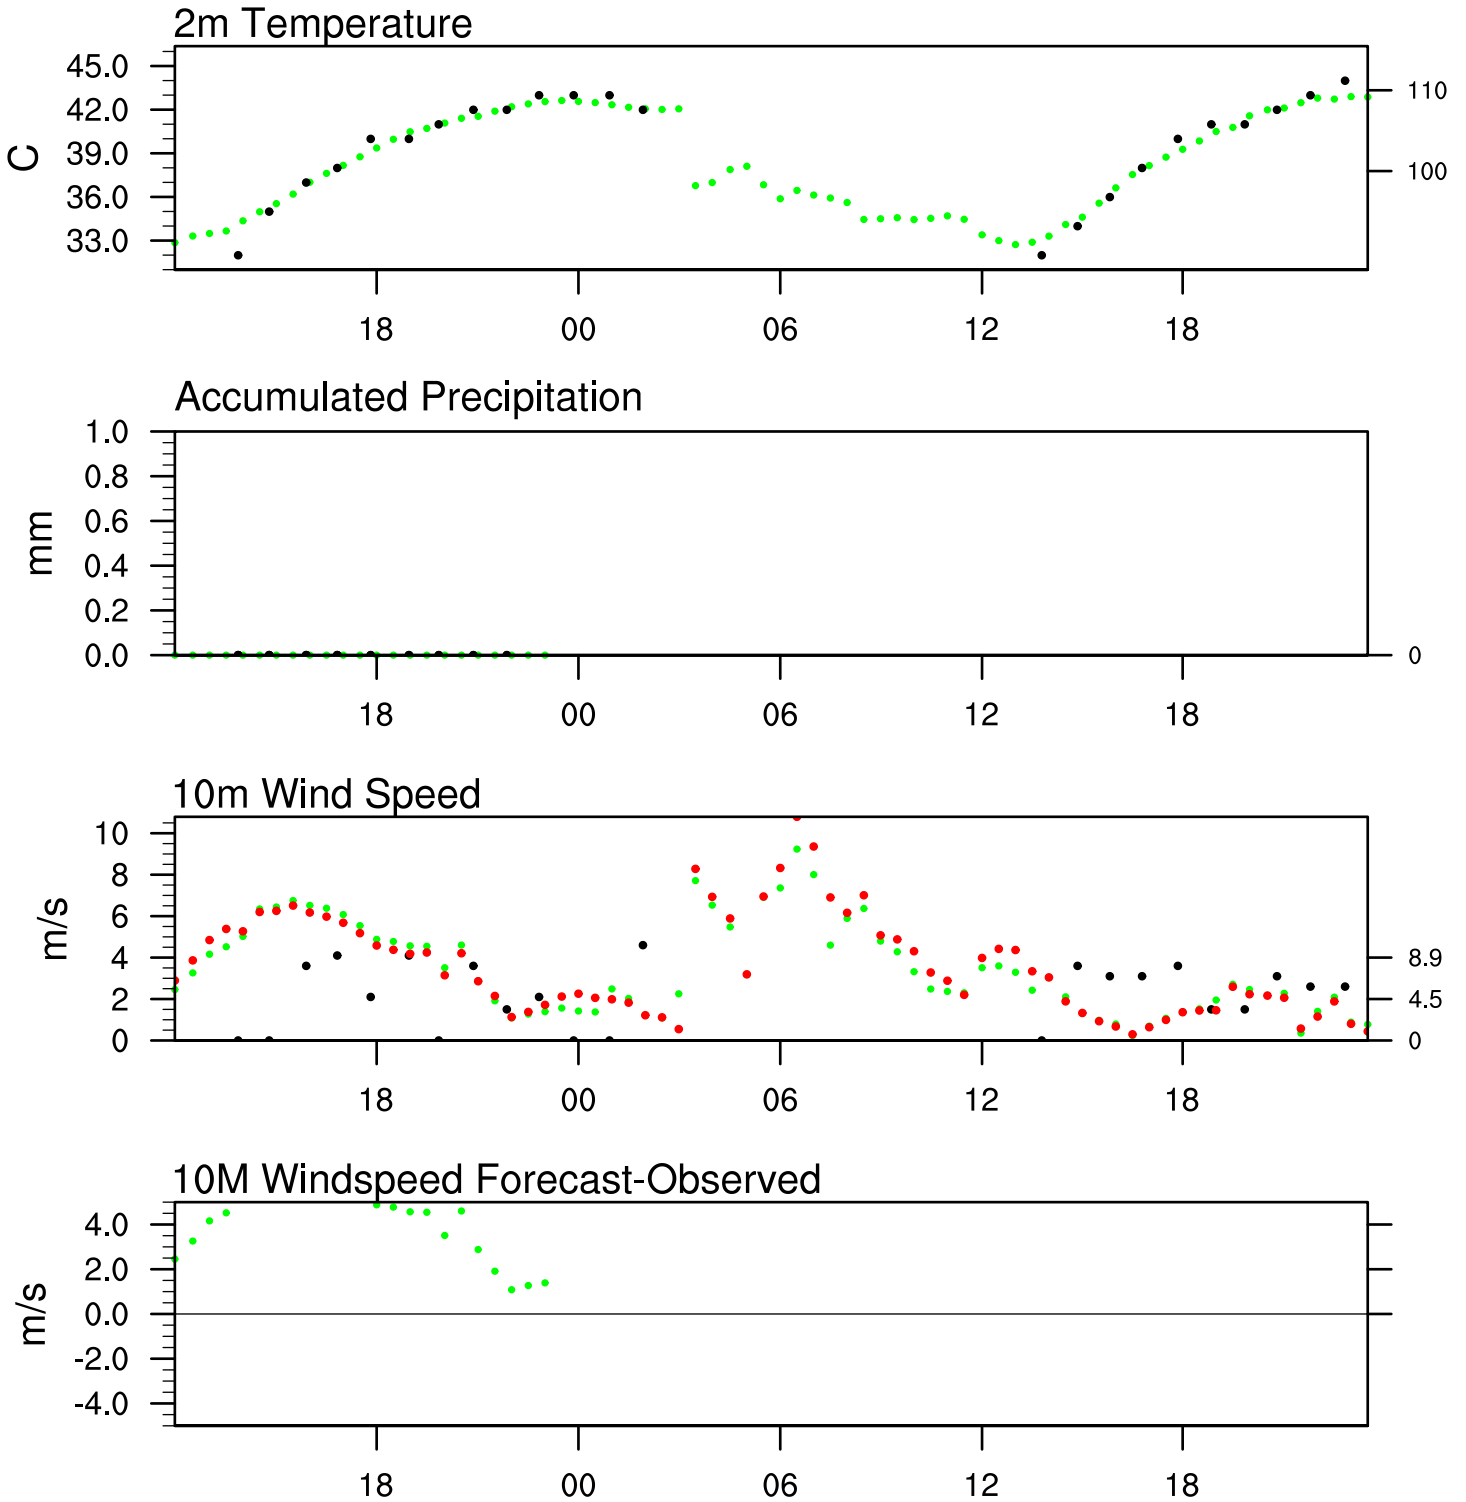 2m Temperature
45.0
42.0
39.0
36.0
33.0
C
110
100
18 00 06 12 18
Accumulated Precipitation
1.0
0.8
0.6
0.4
0.2
0.0
mm
0
18 00 06 12 18
10m Wind Speed
10
8
6
4
2
0
m/s
8.9
4.5
0
18 00 06 12 18
10M Windspeed Forecast-Observed
4.0
2.0
0.0
-2.0
-4.0
m/s
18 00 06 12 18